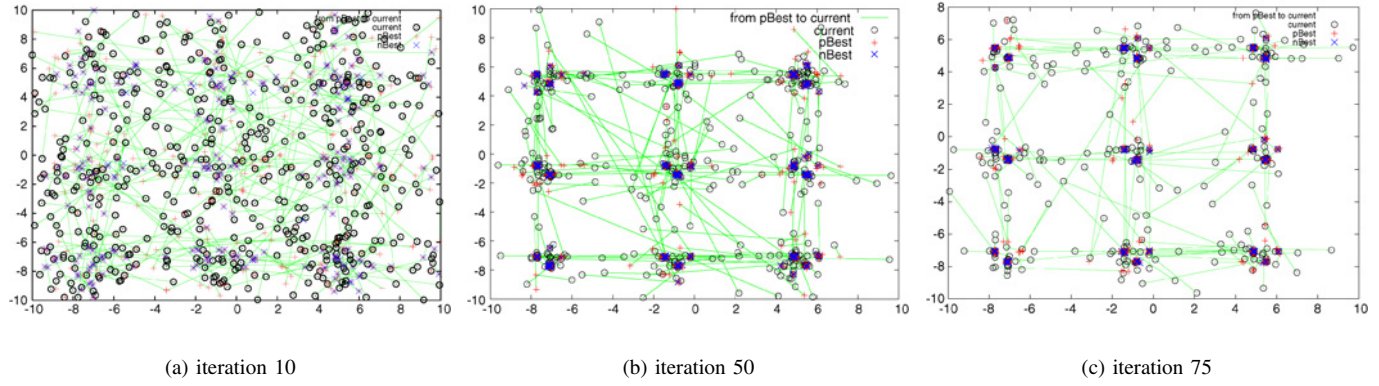 from pBest to current
current
pBest
nBest
10
8
6
4
2
0
-2
-4
-6
-8
-10
-10 -8 -6 -4 -2 0 2 4 6 8 10
from pBest to current
current
pBest
nBest
10
8
6
4
2
0
-2
-4
-6
-8
-10
-10 -8 -6 -4 -2 0 2 4 6 8 10
from pBest to current
current
pBest
nBest
8
6
4
2
0
-2
-4
-6
-8
-10
-10 -8 -6 -4 -2 0 2 4 6 8 10
(a) iteration 10
(b) iteration 50
(c) iteration 75